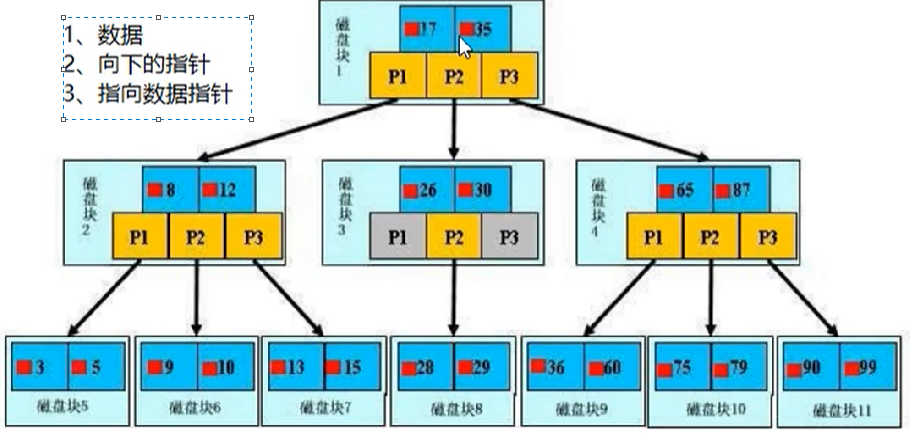 1、数据
2、向下的指针
3、指向数据指针
磁盘块1
17 35
P1 P2 P3
磁盘块2
8 12
P1 P2 P3
磁盘块3
26 30
P1 P2 P3
磁盘块4
65 87
P1 P2 P3
3 5
磁盘块5
9 10
磁盘块6
13 15
磁盘块7
28 29
磁盘块8
36 60
磁盘块9
75 79
磁盘块10
90 99
磁盘块11